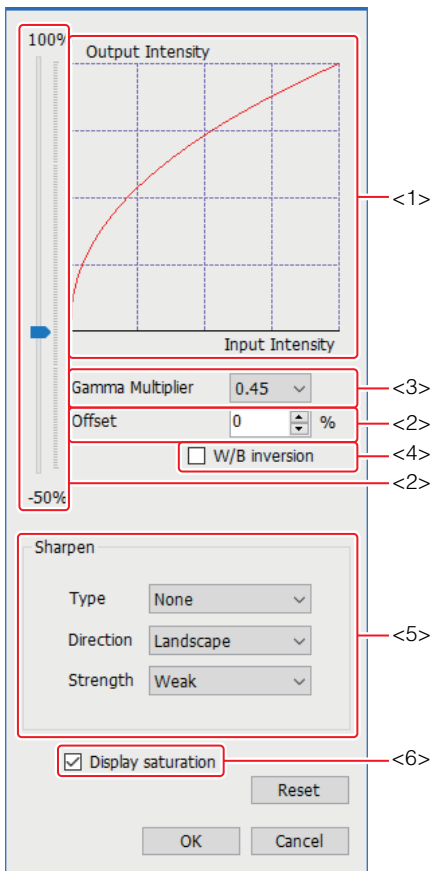 100%
Output Intensity
<1>
Input Intensity
Gamma Multiplier 0.45 <3>
Offset 0 % <2>
W/B inversion <4>
-50% <2>
Sharpen
Type None
Direction Landscape <5>
Strength Weak
Display saturation <6>
Reset
OK Cancel